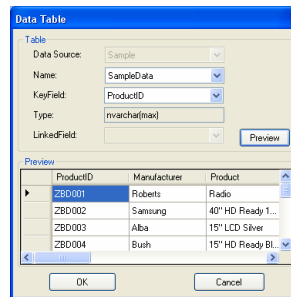 Data Table
Table
Data Source: Sample
Name: SampleData
KeyField: ProductID
Type: nvarchar(max)
LinkedField:
Preview
Preview
ProductID Manufacturer Product
ZBD001 Roberts Radio
ZBD002 Samsung 40" HD Ready 1...
ZBD003 Alba 15" LCD Silver
ZBD004 Bush 15" HD Ready Bl...
OK Cancel